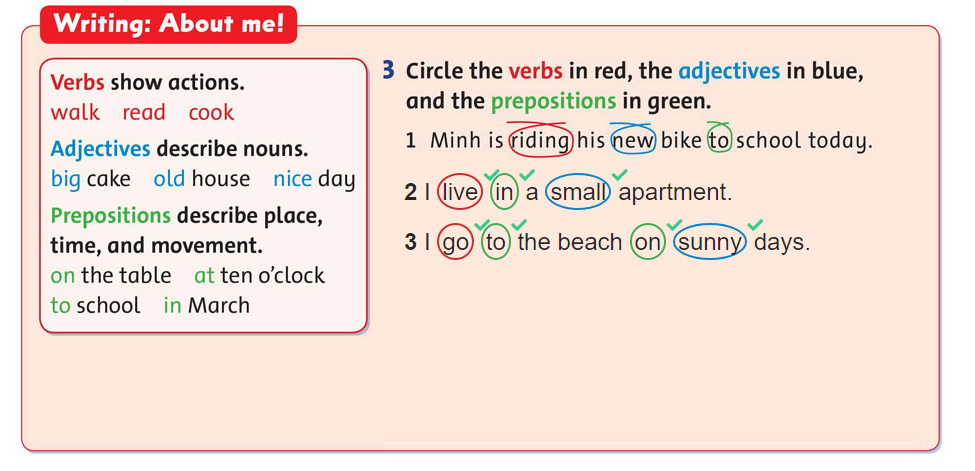 Writing: About me!
Verbs show actions.
walk read cook
Adjectives describe nouns.
big cake old house nice day
Prepositions describe place,
time, and movement.
on the table at ten o'clock
to school in March
3 Circle the verbs in red, the adjectives in blue,
and the prepositions in green.
1 Minh is riding his new bike to school today.
2 I live in a small apartment.
3 I go to the beach on sunny days.